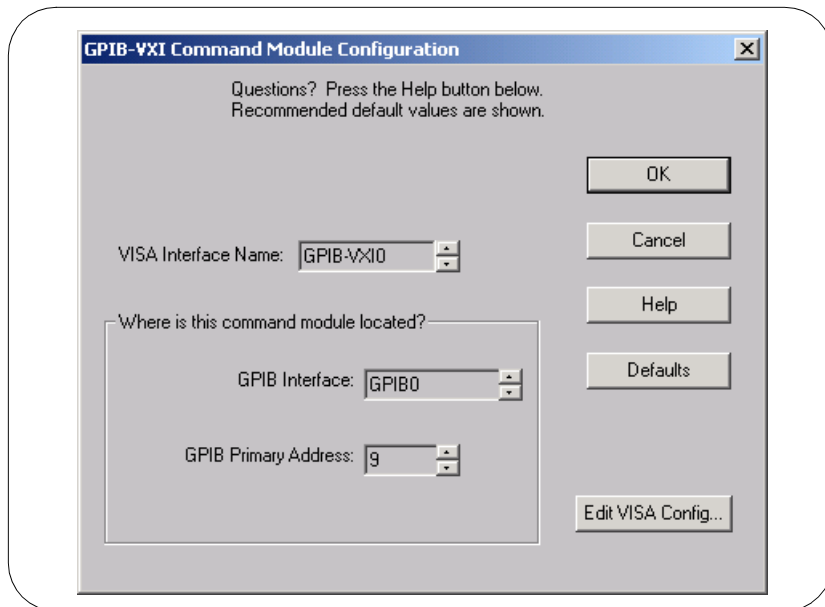 GPIB-VXI Command Module Configuration
Questions? Press the Help button below.
Recommended default values are shown.
OK
VISA Interface Name: GPIB-VXI0
Cancel
Help
Where is this command module located?
GPIB Interface: GPIB0
Defaults
GPIB Primary Address: 9
Edit VISA Config...